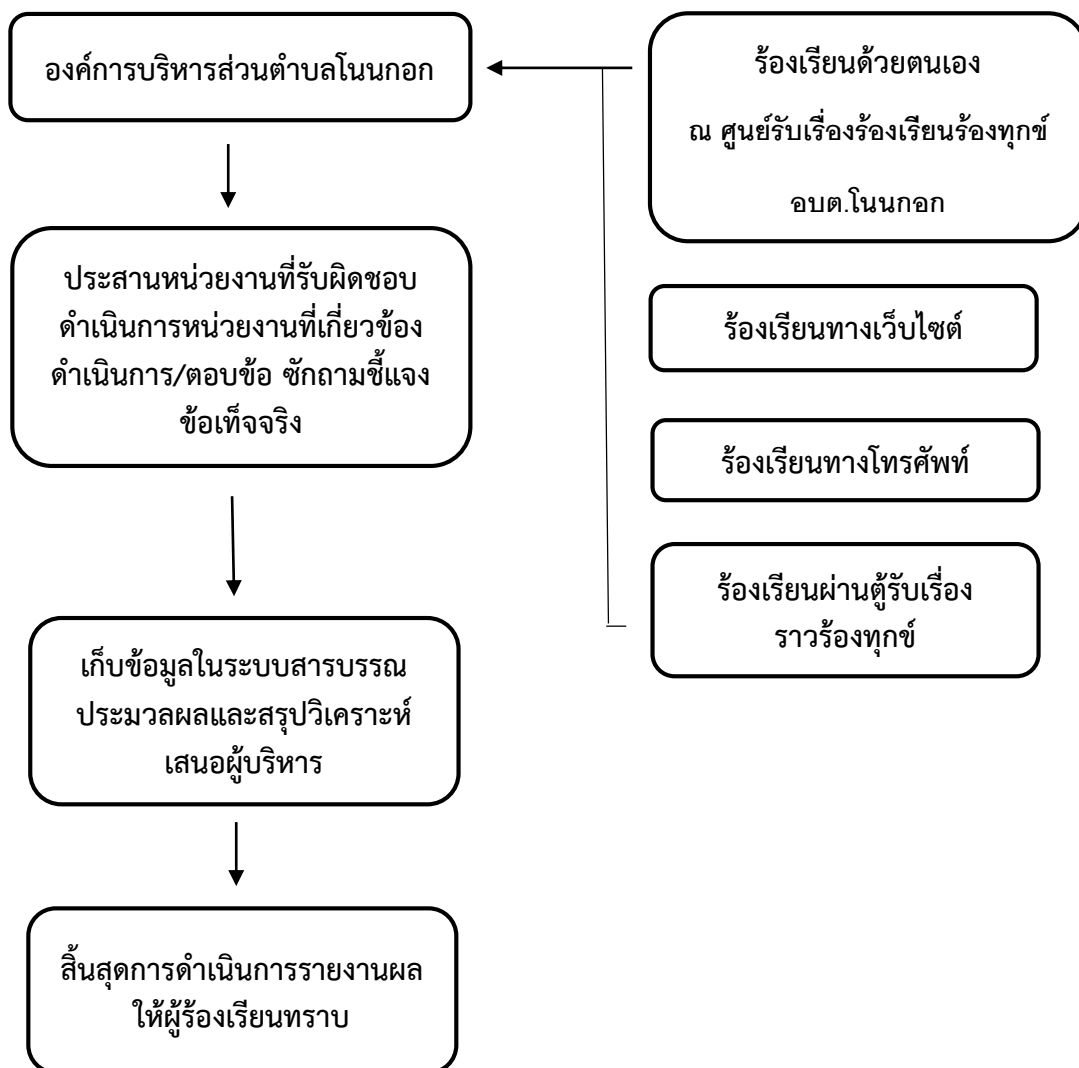 องค์การบริหารส่วนตำบลโนนกอก
ประสานหน่วยงานที่รับผิดชอบ
ดำเนินการหน่วยงานที่เกี่ยวข้อง
ดำเนินการ/ตอบข้อ ซักถามชี้แจง
ข้อเท็จจริง
เก็บข้อมูลในระบบสารบรรณ
ประมวลผลและสรุปวิเคราะห์
เสนอผู้บริหาร
สิ้นสุดการดำเนินการรายงานผล
ให้ผู้ร้องเรียนทราบ
ร้องเรียนด้วยตนเอง
ณ ศูนย์รับเรื่องร้องเรียนร้องทุกข์
อบต.โนนกอก
ร้องเรียนทางเว็บไซต์
ร้องเรียนทางโทรศัพท์
ร้องเรียนผ่านตู้รับเรื่อง
ราวร้องทุกข์